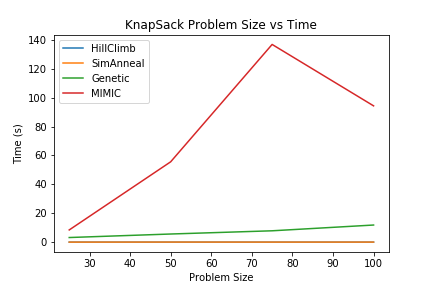 KnapSack Problem Size vs Time
140
120
100
80
60
40
20
0
Time (s)
HillClimb
SimAnneal
Genetic
MIMIC
30 40 50 60 70 80 90 100
Problem Size